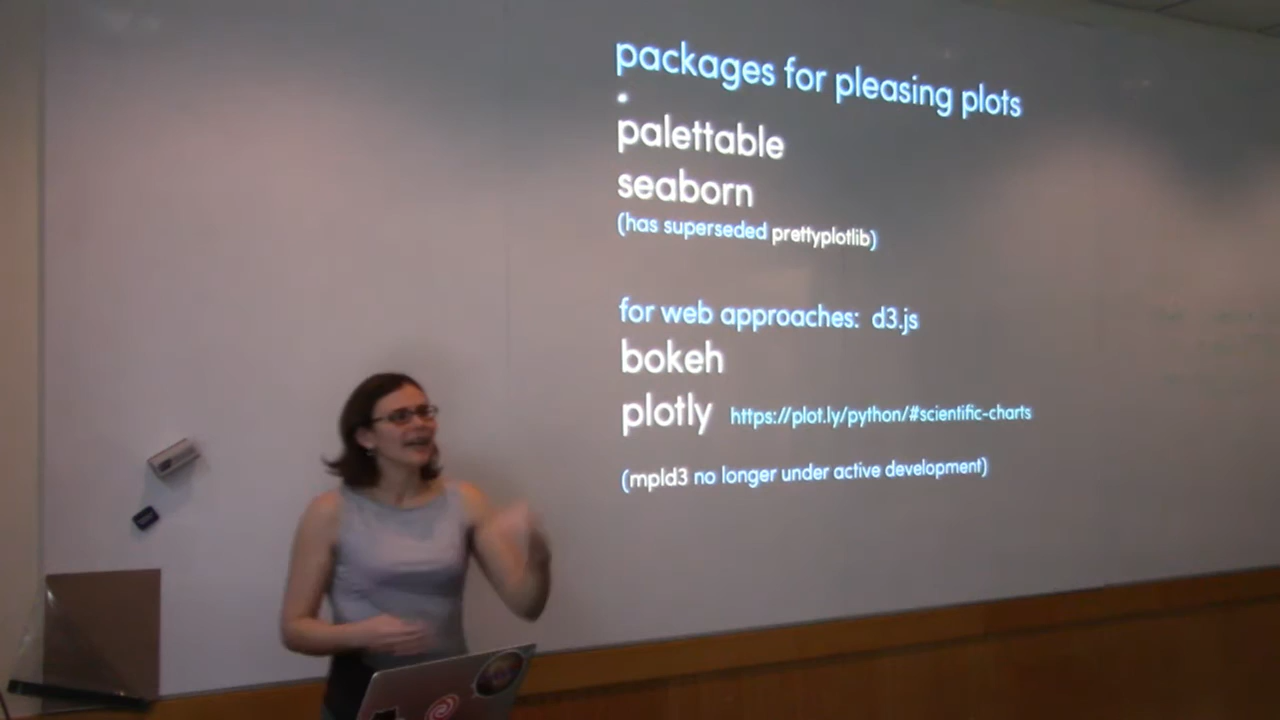 packages for pleasing plots
palettable
seaborn
(has superseded prettyplotlib)
for web approaches: d3.js
bokeh
plotly https://plot.ly/python/#scientific-charts
(mpld3 no longer under active development)